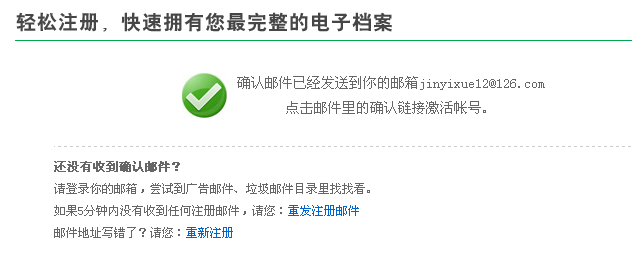 轻松注册，快速拥有您最完整的电子档案
确认邮件已经发送到你的邮箱jinyixue12@126.com
点击邮件里的确认链接激活帐号。
还没有收到确认邮件？
请登录你的邮箱，尝试到广告邮件、垃圾邮件目录里找找看。
如果5分钟内没有收到任何注册邮件，请您：重发注册邮件
邮件地址写错了？请您：重新注册